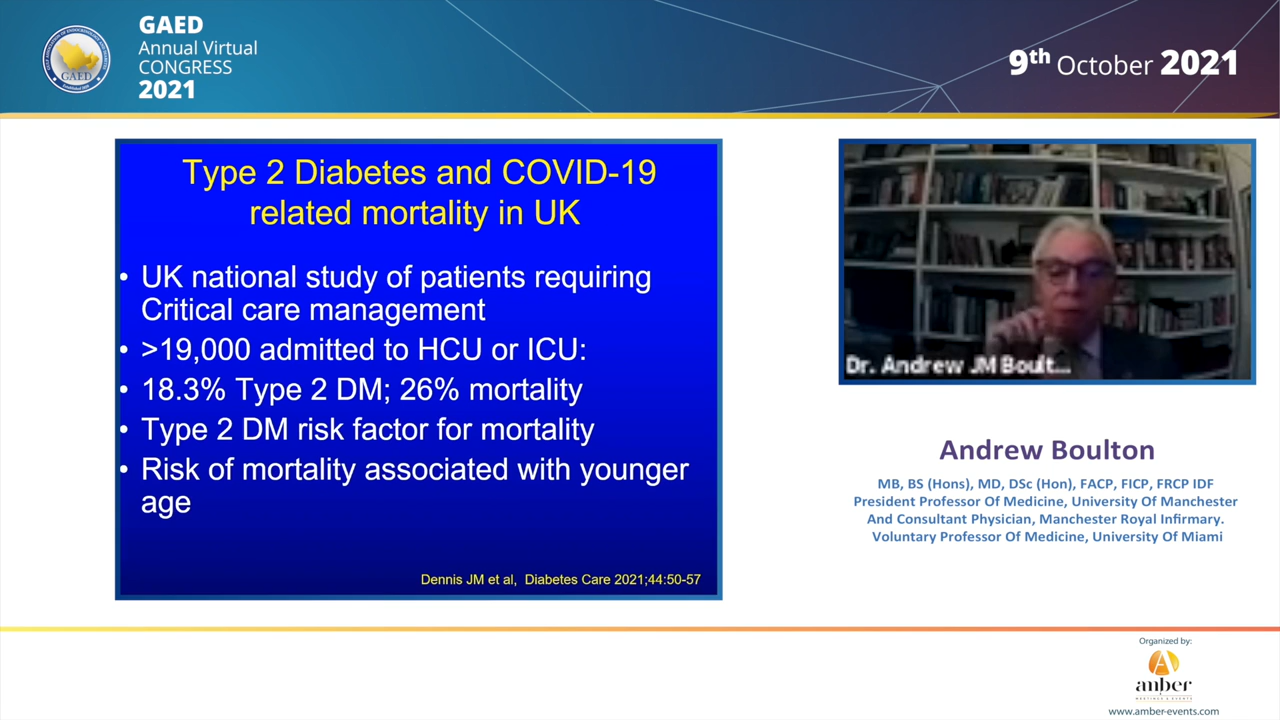 GAED
Annual Virtual
CONGRESS
2021
GAED
9th October 2021
Type 2 Diabetes and COVID-19
related mortality in UK
• UK national study of patients requiring
Critical care management
• >19,000 admitted to HCU or ICU:
• 18.3% Type 2 DM; 26% mortality
• Type 2 DM risk factor for mortality
• Risk of mortality associated with younger
age
Dennis JM et al, Diabetes Care 2021;44:50-57
Dr. Andrew JM Boult...
Andrew Boulton
MB, BS (Hons), MD, DSc (Hon), FACP, FICP, FRCP IDF
President Professor Of Medicine, University Of Manchester
And Consultant Physician, Manchester Royal Infirmary.
Voluntary Professor Of Medicine, University Of Miami
Organized by:
anber
www.amber-events.com